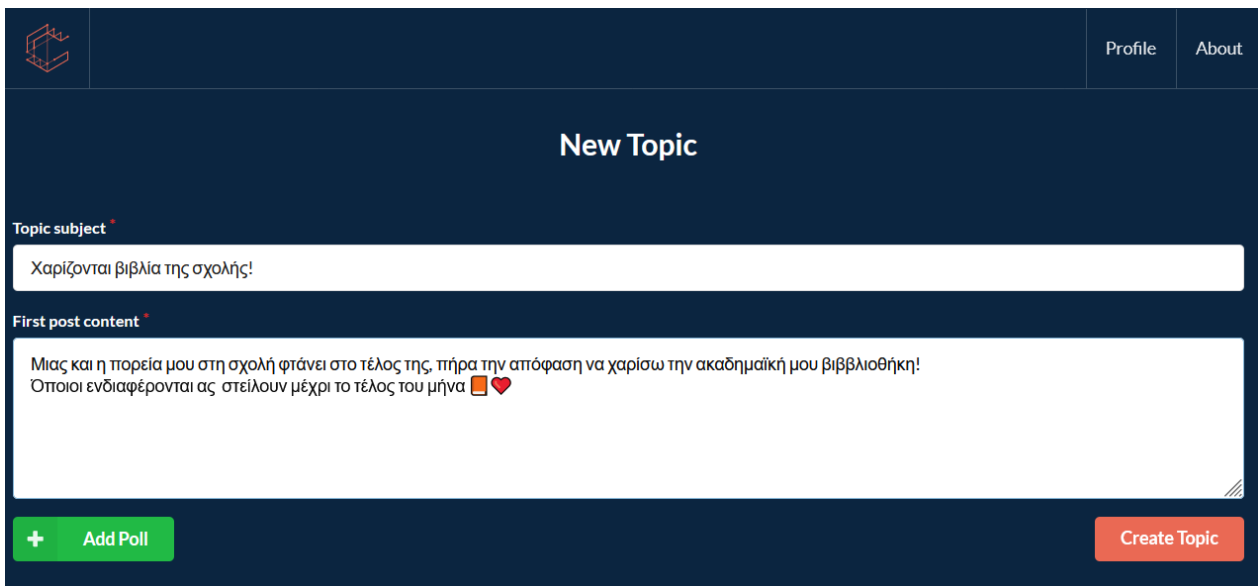 Profile About
New Topic
Topic subject *
Χαρίζονται βιβλία της σχολής!
First post content *
Μιας και η πορεία μου στη σχολή φτάνει στο τέλος της, πήρα την απόφαση να χαρίσω την ακαδημαϊκή μου βιββλιοθήκη!
Όποιοι ενδιαφέρονται ας στείλουν μέχρι το τέλος του μήνα 📙❤️
+ Add Poll Create Topic